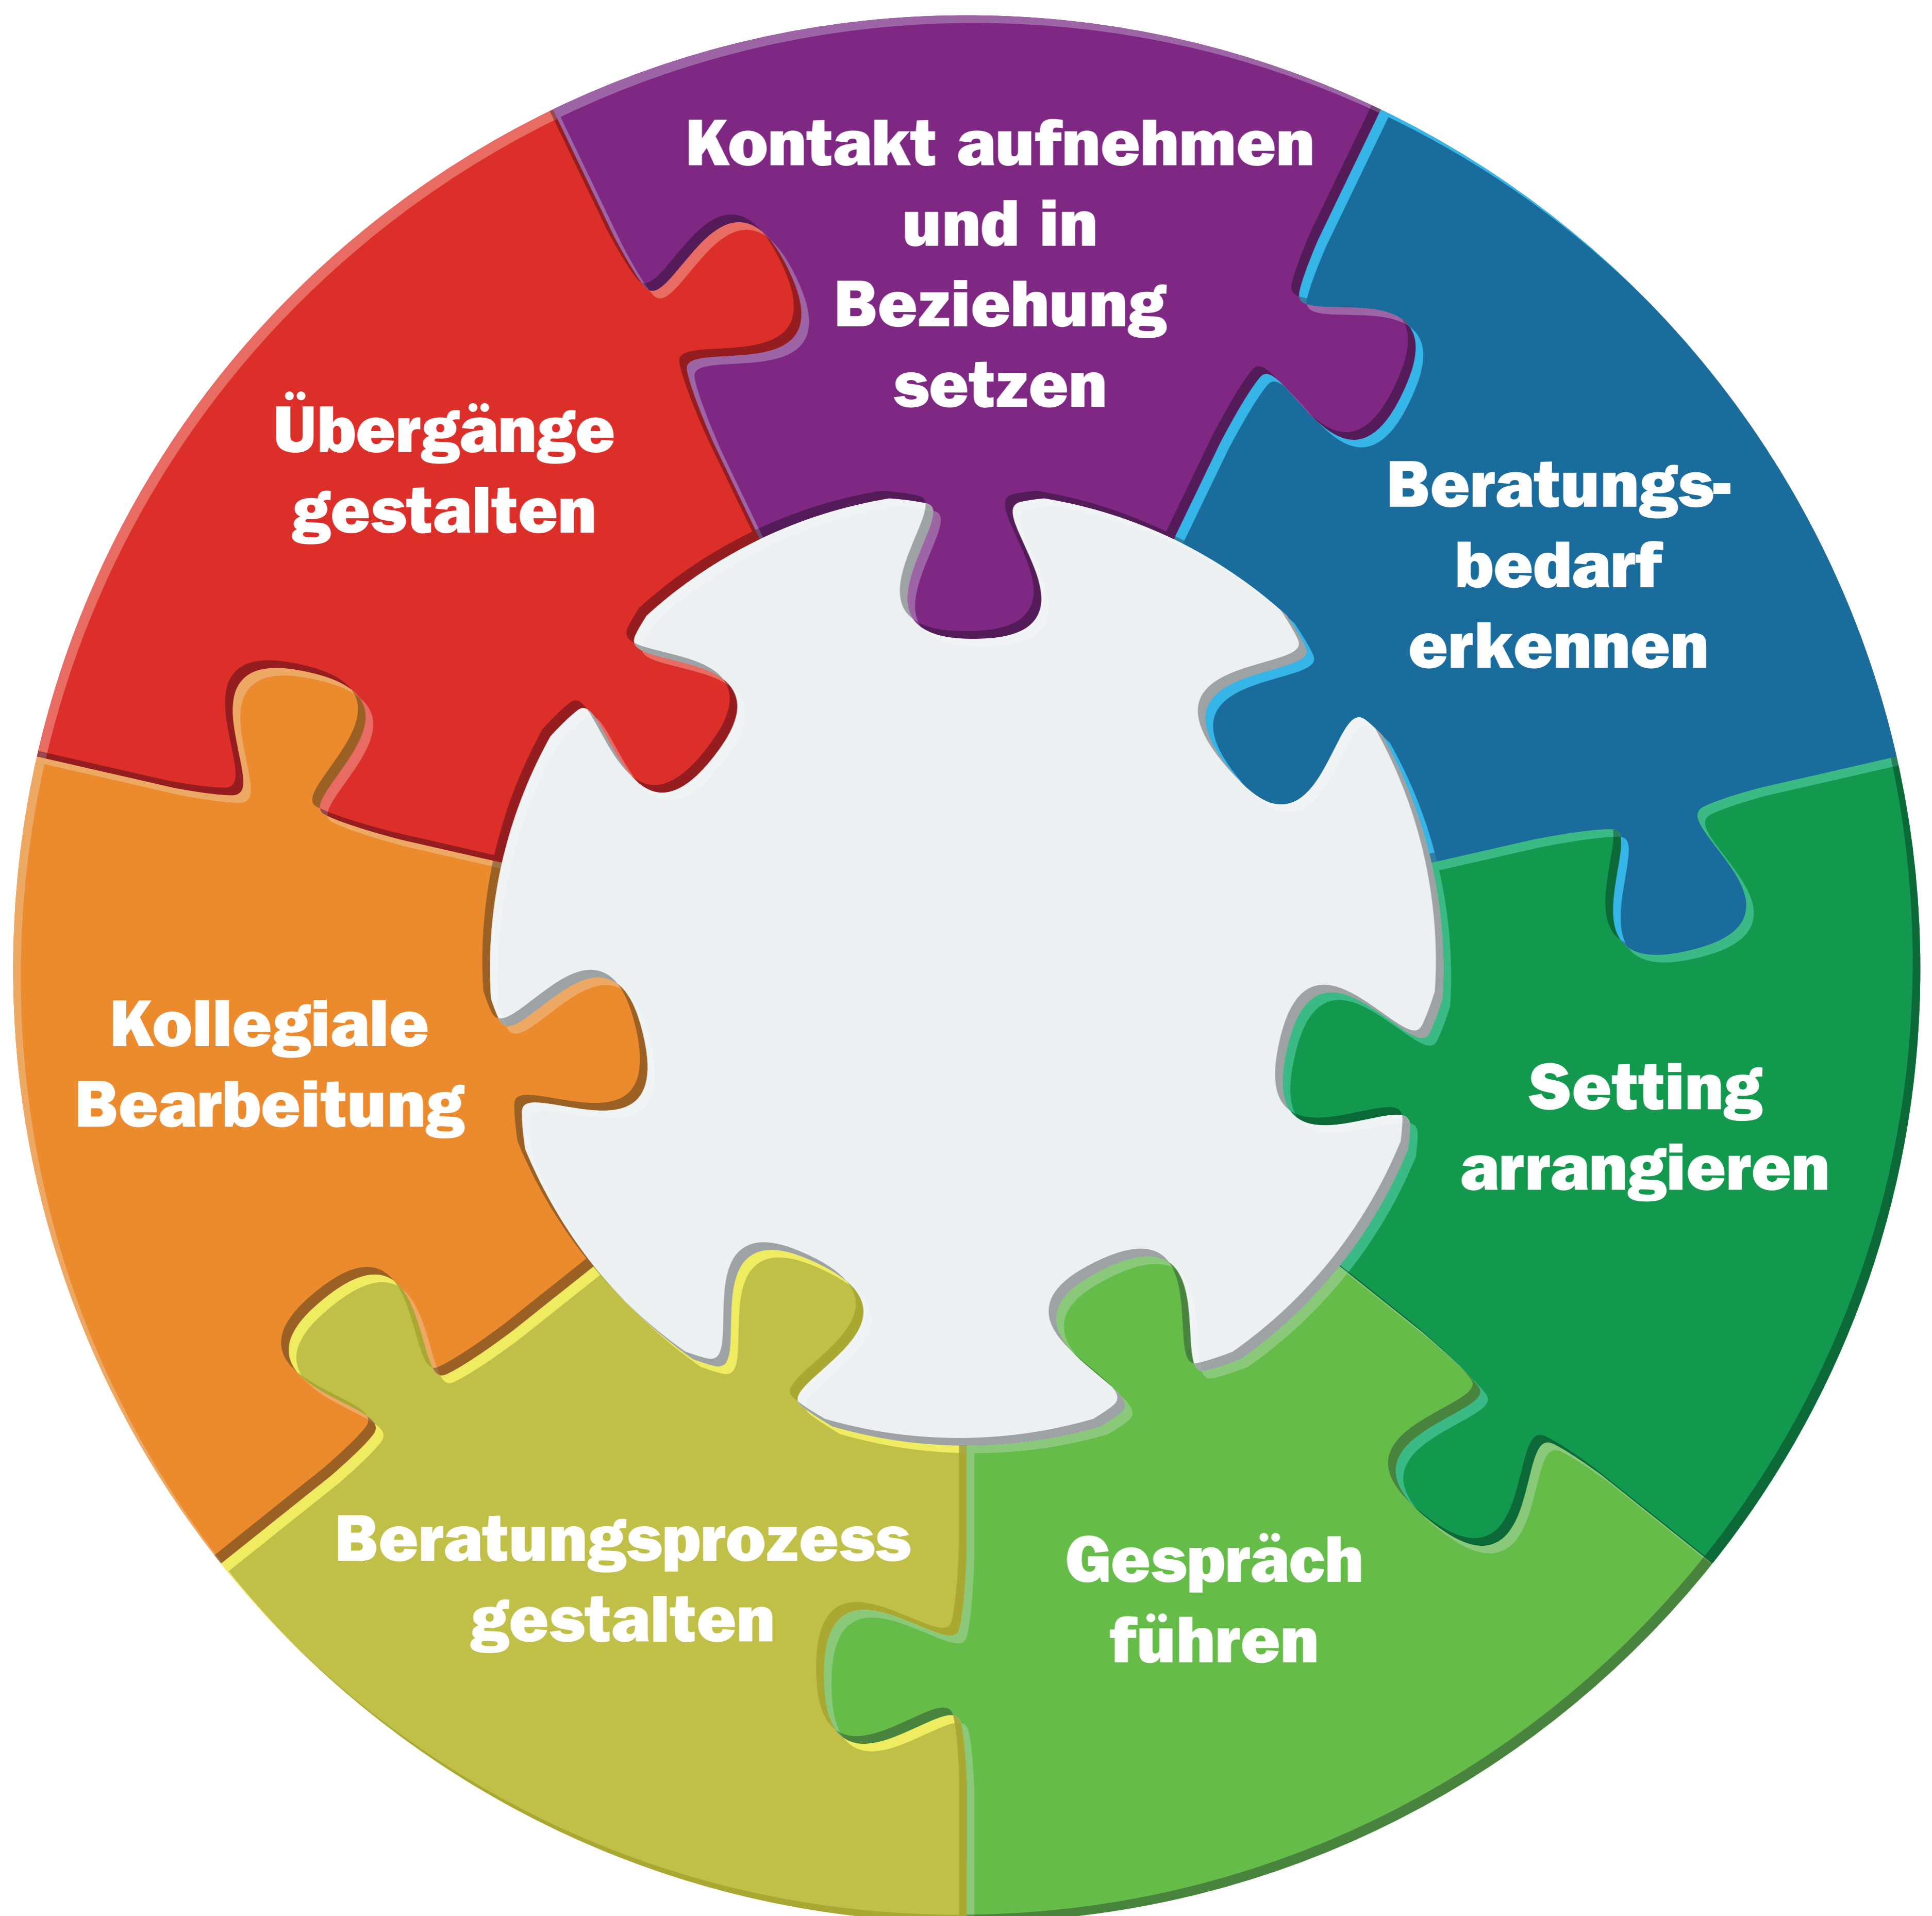 Kontakt aufnehmen
und in
Beziehung
setzen
Beratungs-
bedarf
erkennen
Setting
arrangieren
Gespräch
führen
Beratungsprozess
gestalten
Kollegiale
Bearbeitung
Übergänge
gestalten